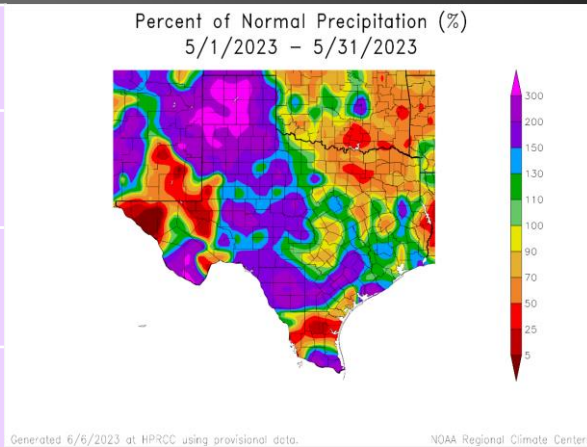 Percent of Normal Precipitation (%)
5/1/2023 – 5/31/2023
300
200
150
130
110
100
90
70
50
25
5
Generated 6/6/2023 at HPRCC using provisional data.
NOAA Regional Climate Center